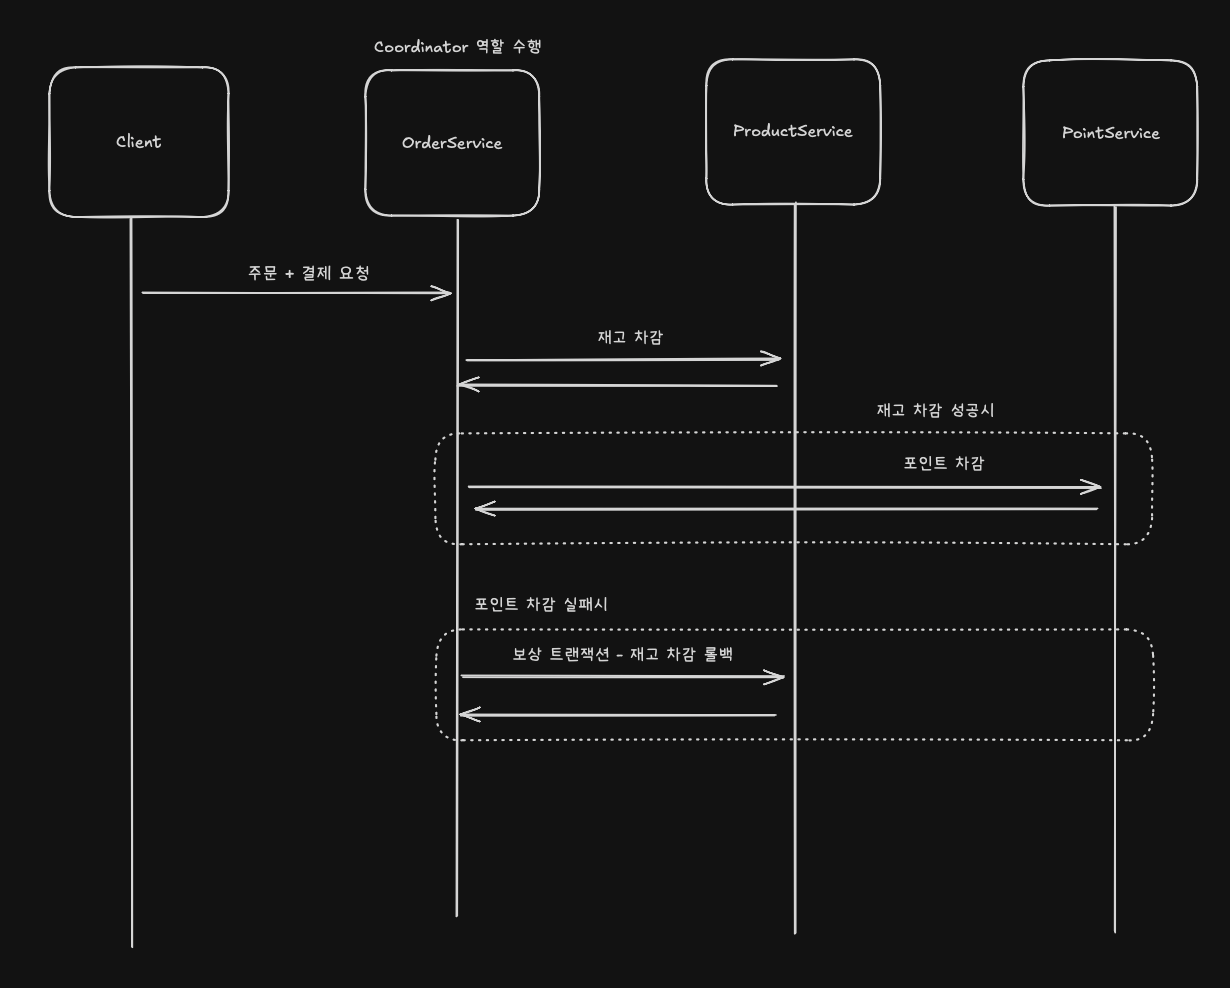 Coordinator 역할 수행
Client
OrderService
ProductService
PointService
주문 + 결제 요청
재고 차감
재고 차감 성공시
포인트 차감
포인트 차감 실패시
보상 트랜잭션 - 재고 차감 롤백